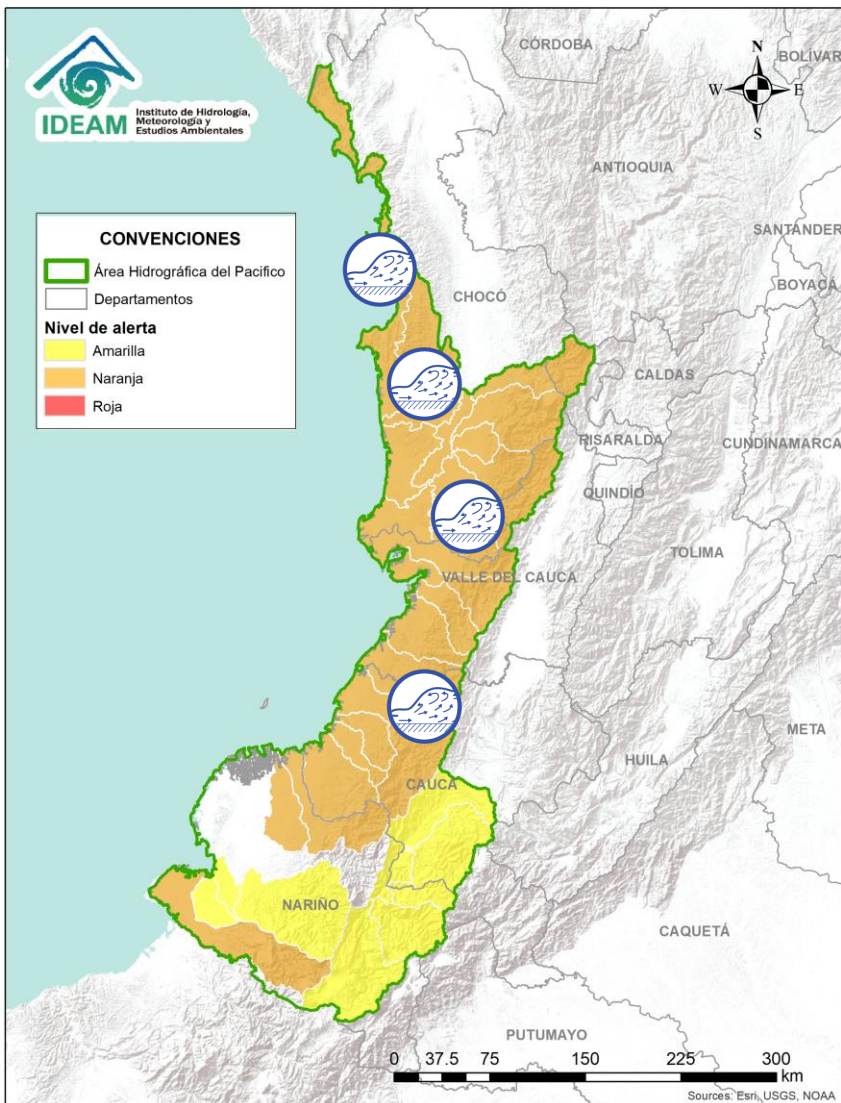 IDEAM
Instituto de Hidrología,
Meteorología y
Estudios Ambientales
CÓRDOBA
BOLÍVAR
N
W E
S
ANTIOQUIA
SANTANDER
BOYACÁ
CONVENCIONES
Área Hidrográfica del Pacifico
Departamentos
Nivel de alerta
Amarilla
Naranja
Roja
CHOCÓ
CALDAS
RISARALDA
CUNDINAMARCA
QUINDÍO
TOLIMA
VALLE DEL CAUCA
META
HUILA
CAUCA
NARIÑO
CAQUETÁ
PUTUMAYO
0 37.5 75 150 225 300
km
Sources: Esri, USGS, NOAA